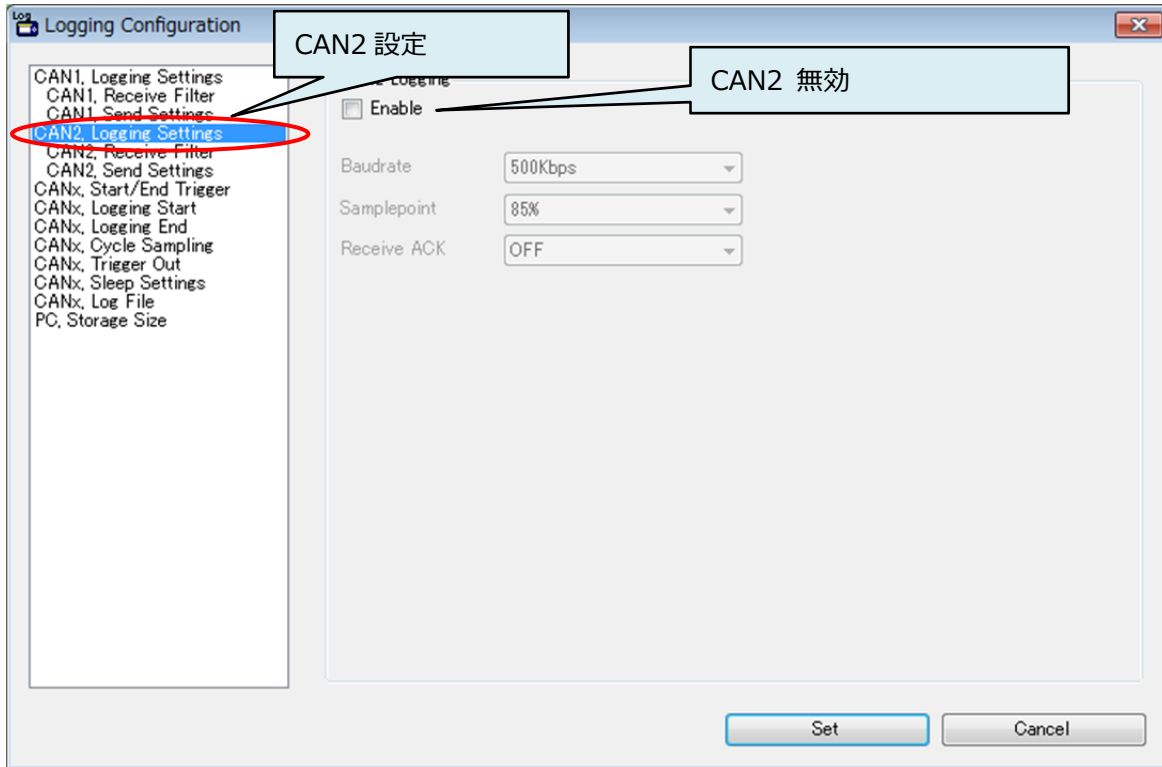 Log
Logging Configuration
CAN2 設定
CAN2 無効
CAN1, Logging Settings
CAN1, Receive Filter
CAN1, Send Settings
CAN2, Logging Settings
CAN2, Receive Filter
CAN2, Send Settings
CANx, Start/End Trigger
CANx, Logging Start
CANx, Logging End
CANx, Cycle Sampling
CANx, Trigger Out
CANx, Sleep Settings
CANx, Log File
PC, Storage Size
Logging
Enable
Baudrate 500Kbps
Samplepoint 85%
Receive ACK OFF
Set Cancel